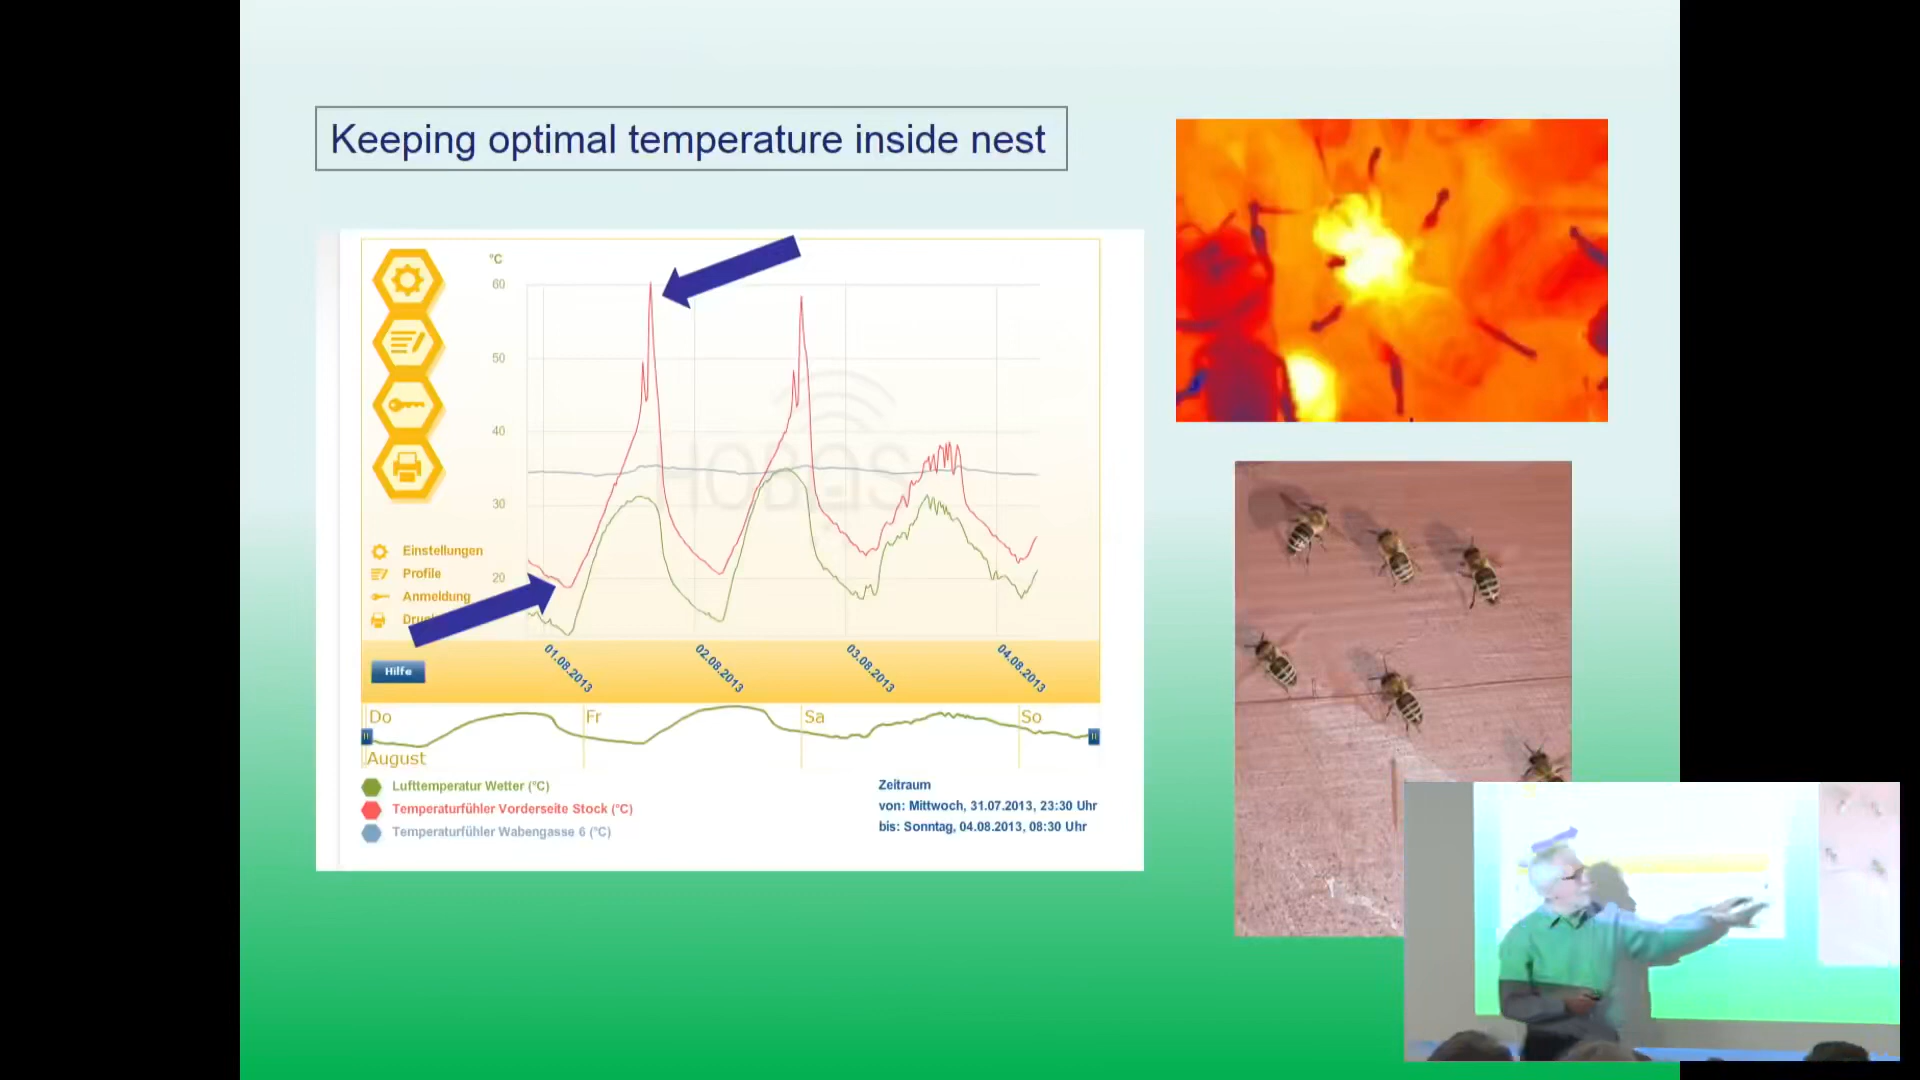 Keeping optimal temperature inside nest
°C
60
50
40
30
20
HOBOS
Einstellungen
Profile
Anmeldung
Hilfe
01.08.2013
02.08.2013
03.08.2013
04.08.2013
Do
Fr
Sa
So
August
Lufttemperatur Wetter (°C)
Temperaturfühler Vorderseite Stock (°C)
Temperaturfühler Wabengasse 6 (°C)
Zeitraum
von: Mittwoch, 31.07.2013, 23:30 Uhr
bis: Sonntag, 04.08.2013, 08:30 Uhr